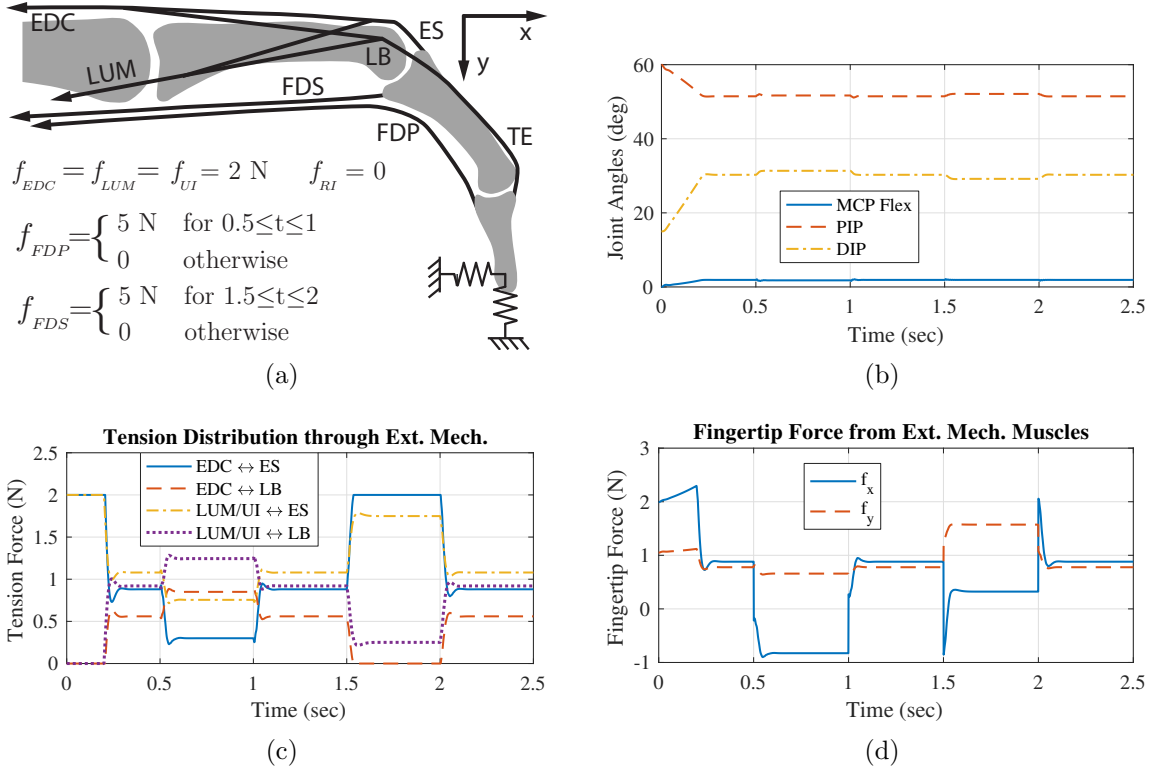 EDC
ES
x
LB
y
LUM
FDS
FDP
TE
f_EDC = f_LUM = f_UI = 2 N f_RI = 0
f_FDP = { 5 N for 0.5≤t≤1
0 otherwise
f_FDS = { 5 N for 1.5≤t≤2
0 otherwise
(a)
60
40
20
0
Joint Angles (deg)
MCP Flex
PIP
DIP
0 0.5 1 1.5 2 2.5
Time (sec)
(b)
Tension Distribution through Ext. Mech.
2.5
2
1.5
1
0.5
0
Tension Force (N)
EDC ↔ ES
EDC ↔ LB
LUM/UI ↔ ES
LUM/UI ↔ LB
0 0.5 1 1.5 2 2.5
Time (sec)
(c)
Fingertip Force from Ext. Mech. Muscles
3
2
1
0
-1
Fingertip Force (N)
f_x
f_y
0 0.5 1 1.5 2 2.5
Time (sec)
(d)